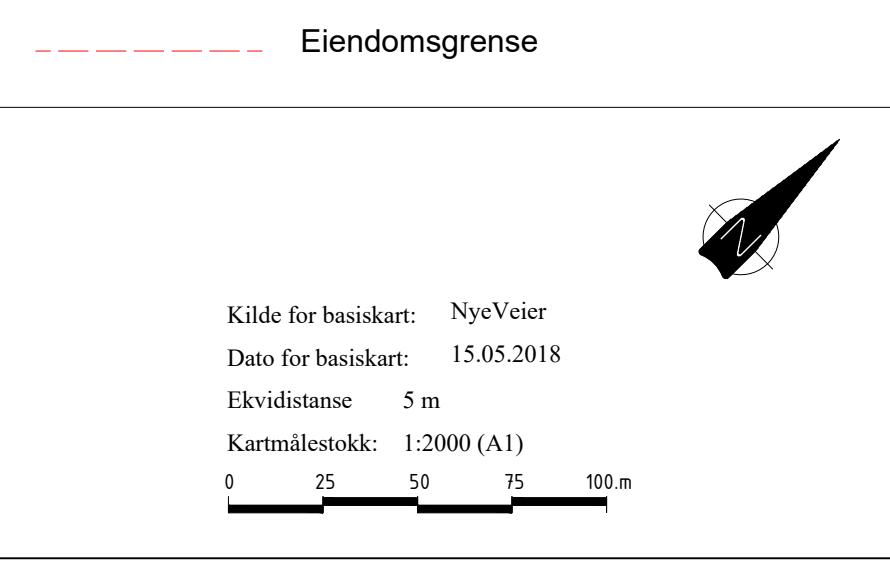 Eiendomsgrense
N
Kilde for basiskart: NyeVeier
Dato for basiskart: 15.05.2018
Ekvidistanse 5 m
Kartmålestokk: 1:2000 (A1)
0 25 50 75 100.m